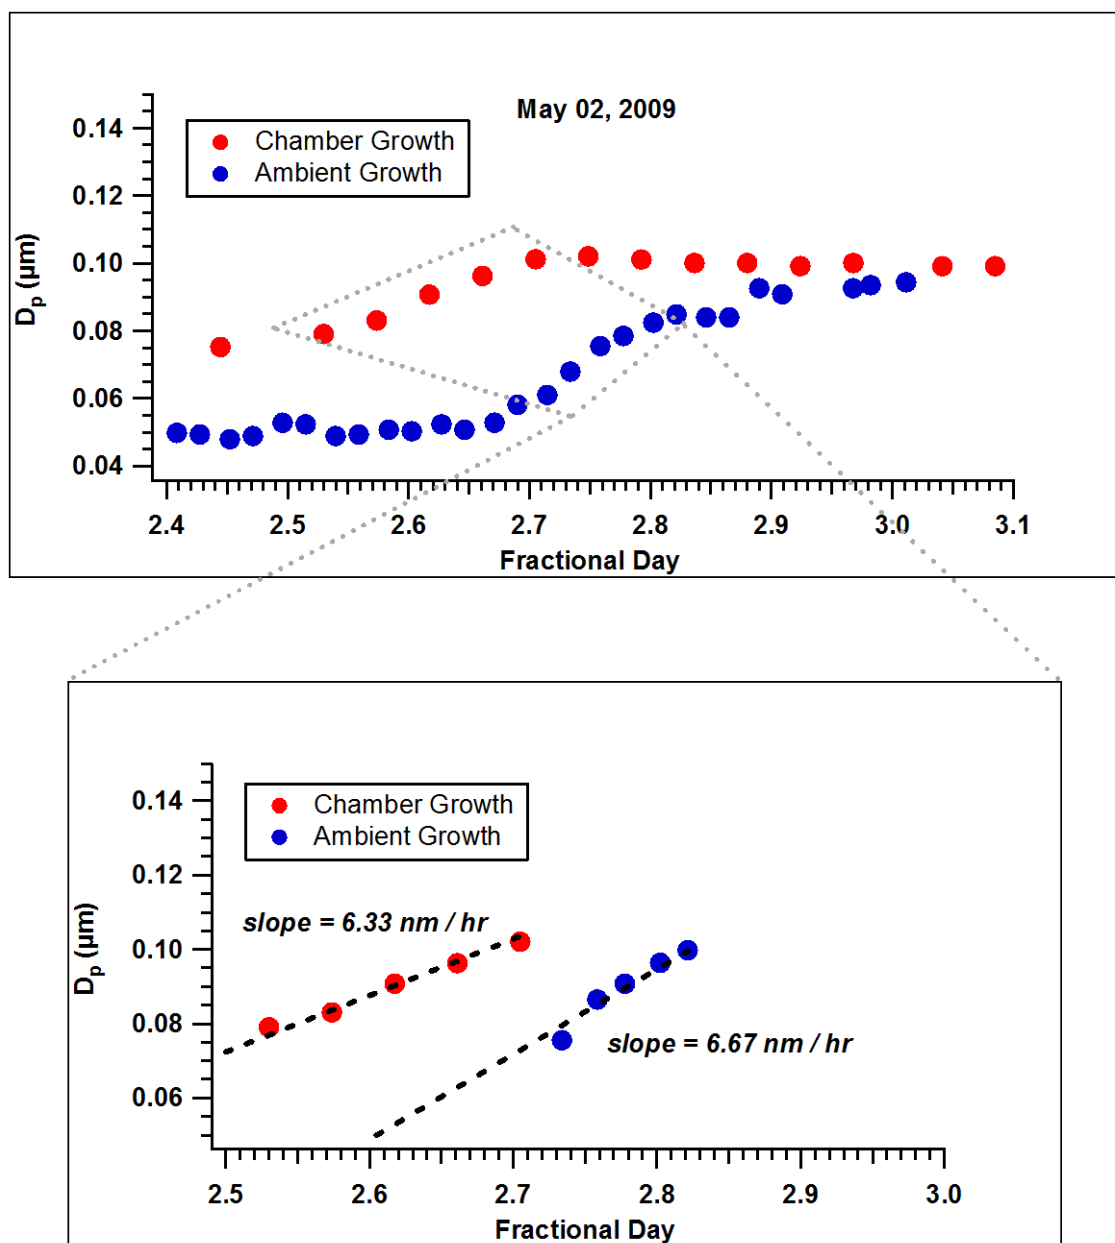 May 02, 2009
Chamber Growth
Ambient Growth
0.14
0.12
0.10
0.08
0.06
0.04
Dp (µm)
2.4 2.5 2.6 2.7 2.8 2.9 3.0 3.1
Fractional Day
Chamber Growth
Ambient Growth
0.14
0.12
0.10
0.08
0.06
Dp (µm)
slope = 6.33 nm / hr
slope = 6.67 nm / hr
2.5 2.6 2.7 2.8 2.9 3.0
Fractional Day